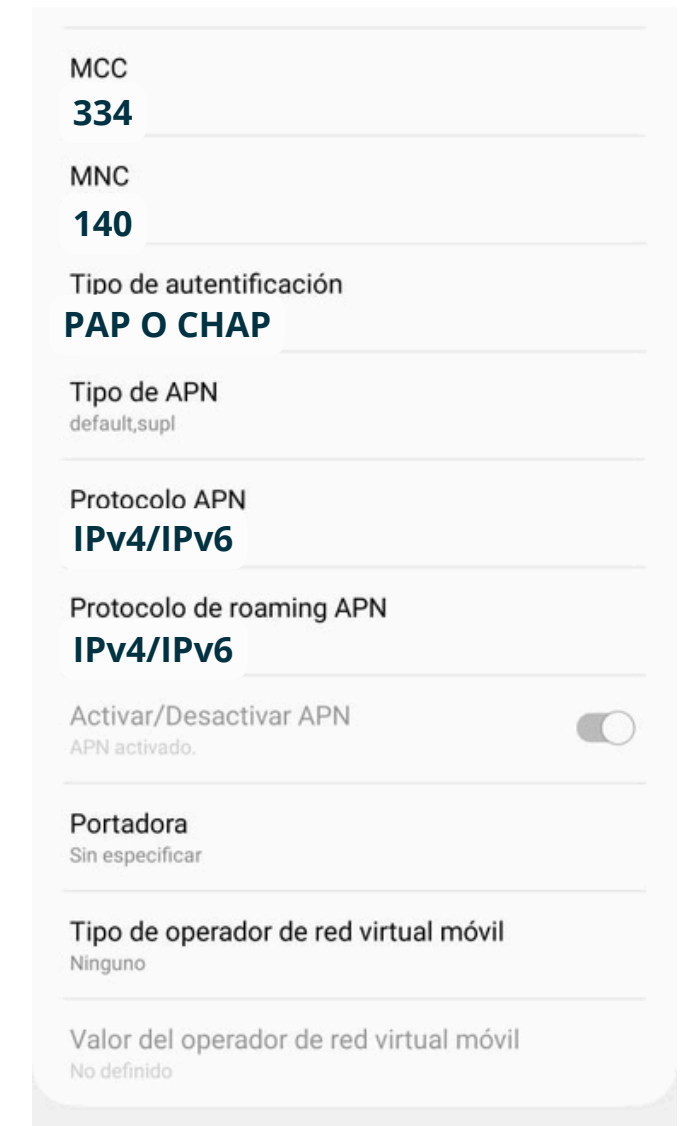 MCC
334
MNC
140
Tipo de autentificación
PAP O CHAP
Tipo de APN
default,supl
Protocolo APN
IPv4/IPv6
Protocolo de roaming APN
IPv4/IPv6
Activar/Desactivar APN
APN activado.
Portadora
Sin especificar
Tipo de operador de red virtual móvil
Ninguno
Valor del operador de red virtual móvil
No definido